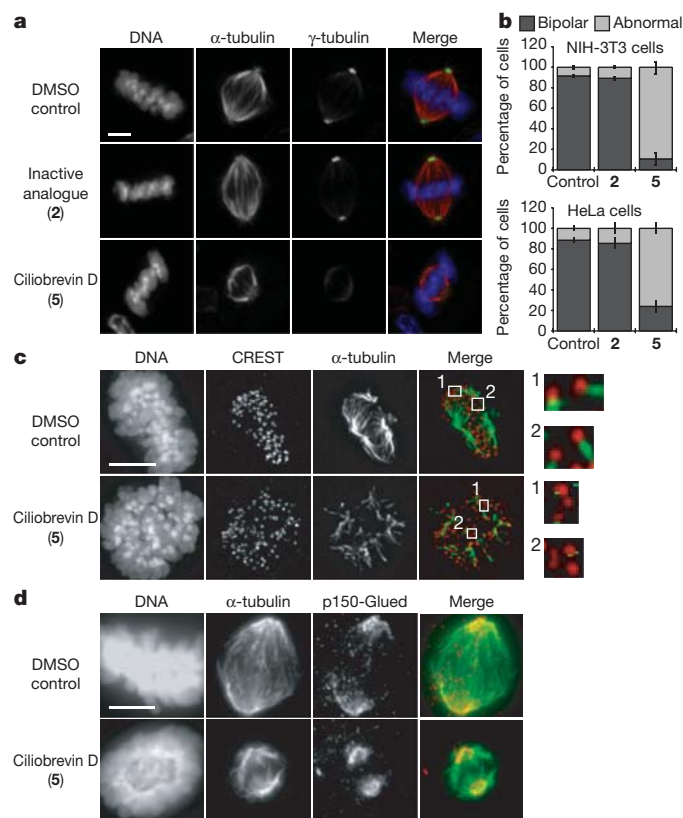 a
DNA α-tubulin γ-tubulin Merge
DMSO
control
Inactive
analogue
(2)
Ciliobrevin D
(5)
b
Bipolar Abnormal
NIH-3T3 cells
Percentage of cells
120
100
80
60
40
20
0
Control 2 5
HeLa cells
Percentage of cells
120
100
80
60
40
20
0
Control 2 5
c
DNA CREST α-tubulin Merge
DMSO
control
1 2
1
2
Ciliobrevin D
(5)
1
2
1
2
d
DNA α-tubulin p150-Glued Merge
DMSO
control
Ciliobrevin D
(5)